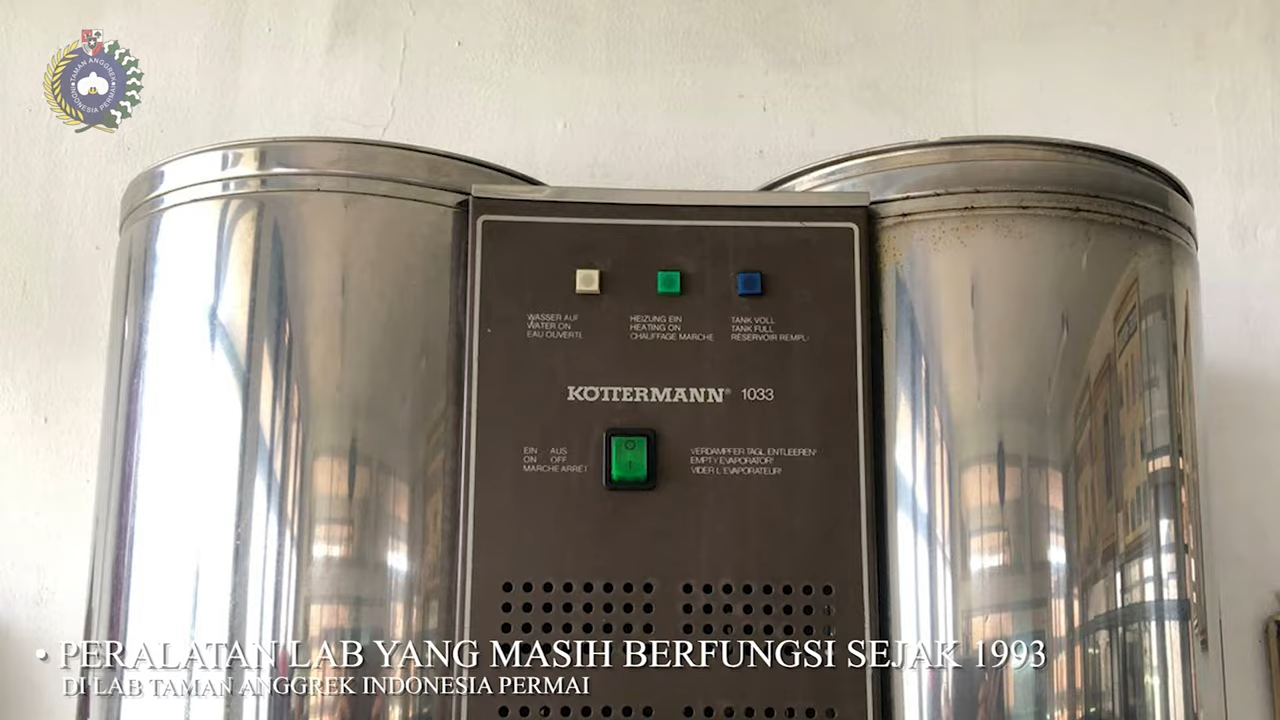 TAMAN ANGGREK
INDONESIA PERMAI
WASSER AUF
WATER ON
EAU OUVERTE
HEIZUNG EIN
HEATING ON
CHAUFFAGE MARCHE
TANK VOLL
TANK FULL
RÉSERVOIR REMPLI
KÖTTERMANN® 1033
EIN AUS
ON OFF
MARCHE ARRÊT
VERDAMPFER TÄGL. ENTLEEREN!
EMPTY EVAPORATOR!
VIDER L'EVAPORATEUR!
• PERALATAN LAB YANG MASIH BERFUNGSI SEJAK 1993
DI LAB TAMAN ANGGREK INDONESIA PERMAI